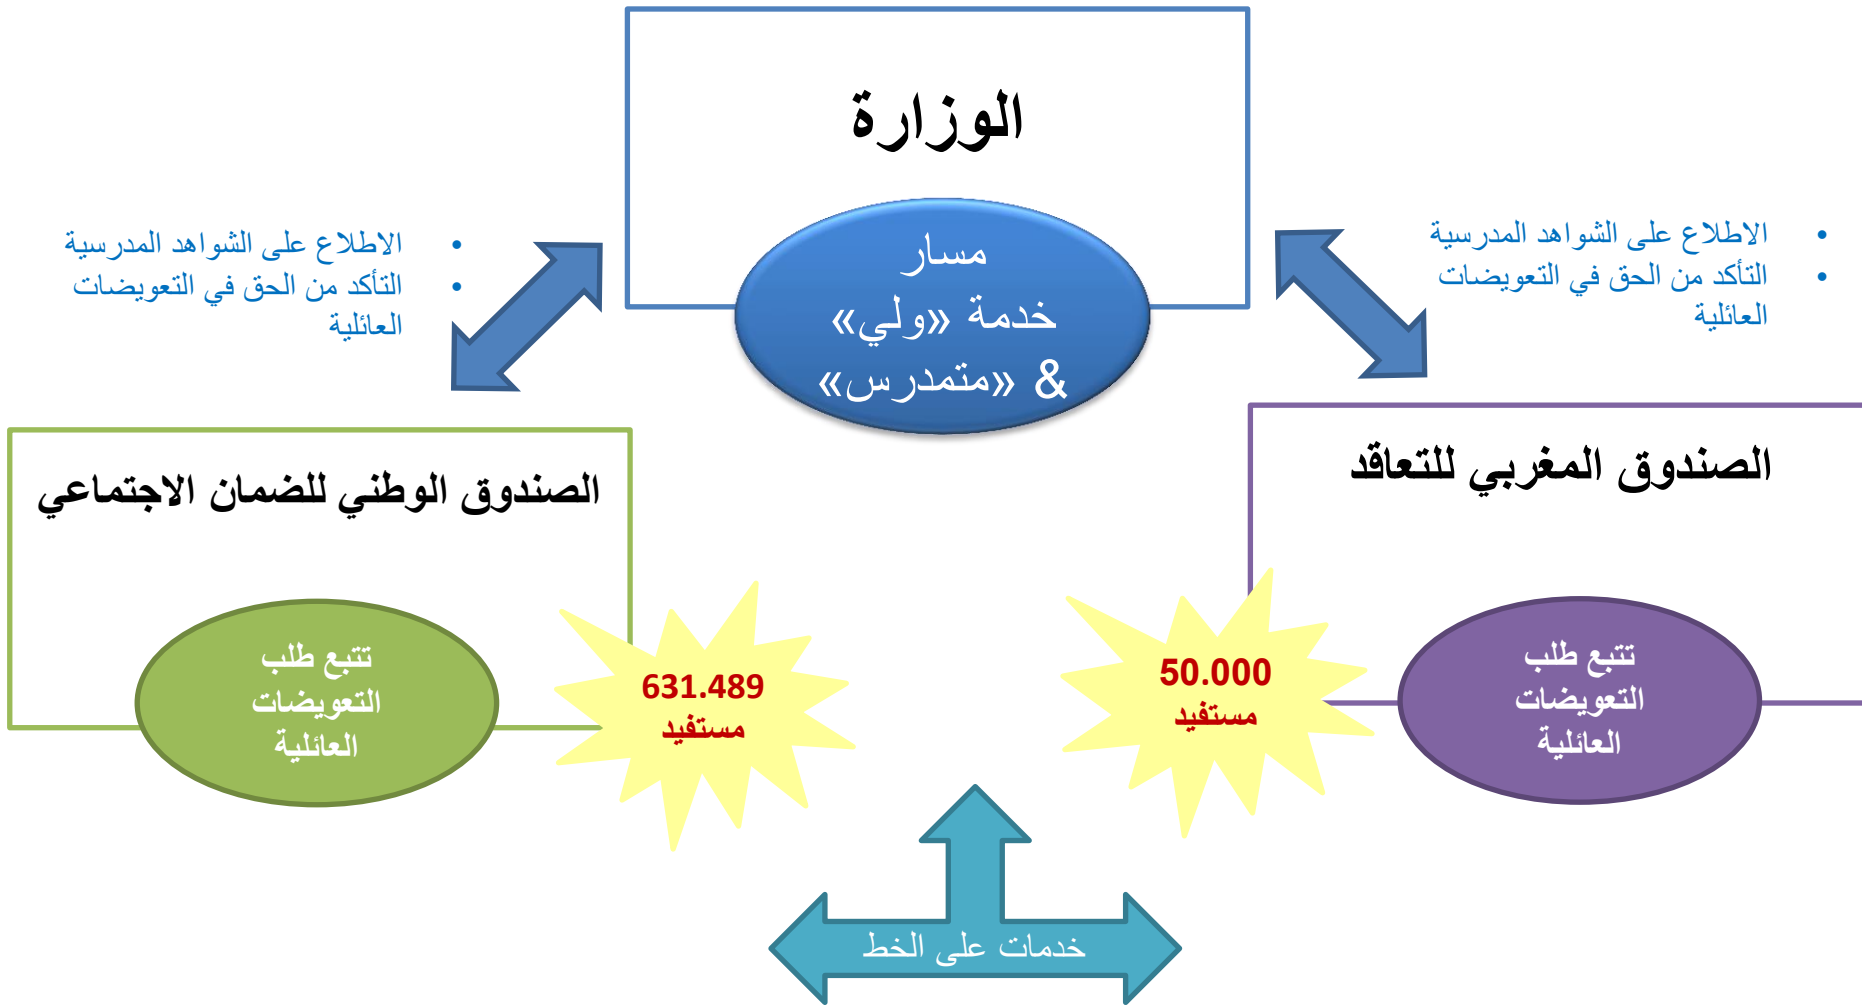 الوزارة
مسار
خدمة «ولي»
& «متمدرس»
• الاطلاع على الشواهد المدرسية
• التأكد من الحق في التعويضات
العائلية
• الاطلاع على الشواهد المدرسية
• التأكد من الحق في التعويضات
العائلية
الصندوق المغربي للتعاقد
تتبع طلب
التعويضات
العائلية
50.000
مستفيد
الصندوق الوطني للضمان الاجتماعي
631.489
مستفيد
تتبع طلب
التعويضات
العائلية
خدمات على الخط